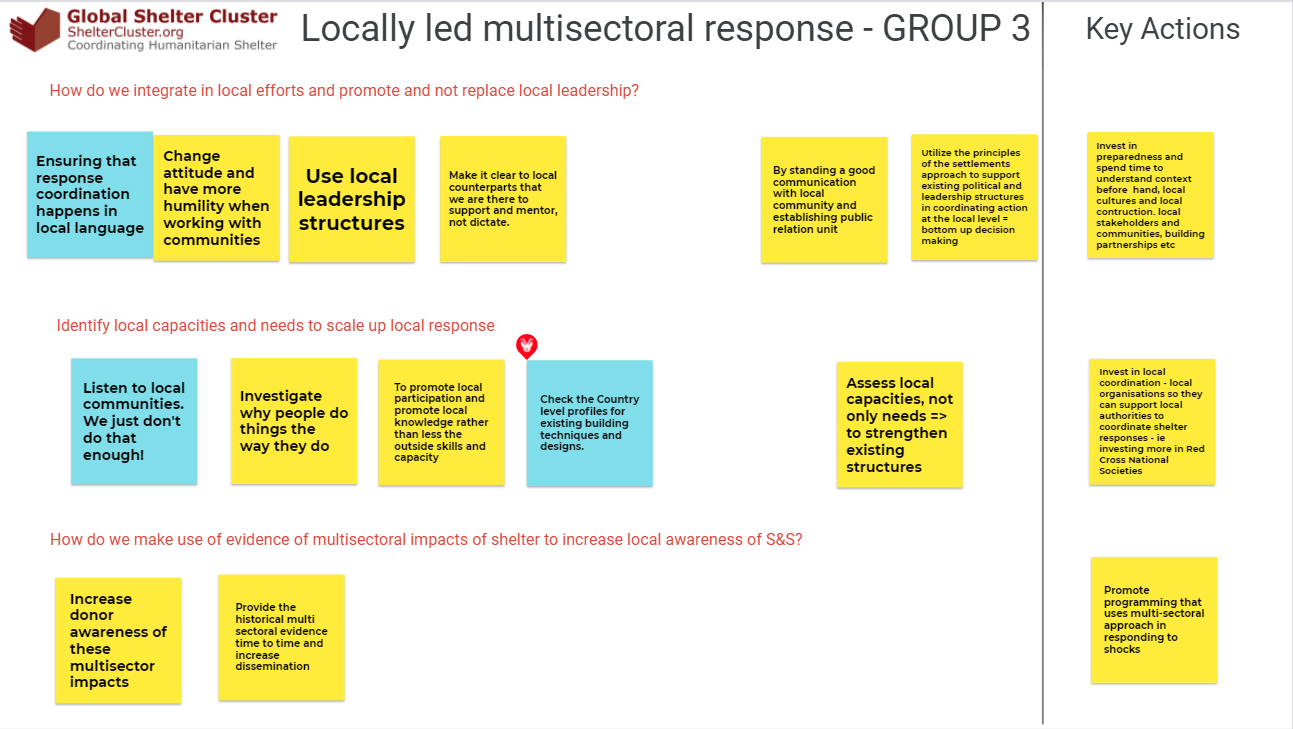 Global Shelter Cluster
ShelterCluster.org
Coordinating Humanitarian Shelter
Locally led multisectoral response - GROUP 3
Key Actions
How do we integrate in local efforts and promote and not replace local leadership?
Ensuring that
response
coordination
happens in
local language
Change
attitude and
have more
humility when
working with
communities
Use local
leadership
structures
Make it clear to local
counterparts that
we are there to
support and mentor,
not dictate.
By standing a good
communication
with local
community and
establishing public
relation unit
Utilize the principles
of the settlements
approach to support
existing political and
leadership structures
in coordinating action
at the local level =
bottom up decision
making
Invest in
preparedness and
spend time to
understand context
before hand, local
cultures and local
contruction. local
stakeholders and
communities, building
partnerships etc
Identify local capacities and needs to scale up local response
Listen to local
communities.
We just don't
do that
enough!
Investigate
why people do
things the
way they do
To promote local
participation and
promote local
knowledge rather
than less the
outside skills and
capacity
Check the Country
level profiles for
existing building
techniques and
designs.
Assess local
capacities, not
only needs =>
to strengthen
existing
structures
Invest in local
coordination - local
organisations so they
can support local
authorities to
coordinate shelter
responses - ie
investing more in Red
Cross National
Societies
How do we make use of evidence of multisectoral impacts of shelter to increase local awareness of S&S?
Increase
donor
awareness of
these
multisector
impacts
Provide the
historical multi
sectoral evidence
time to time and
increase
dissemination
Promote
programming that
uses multi-sectoral
approach in
responding to
shocks